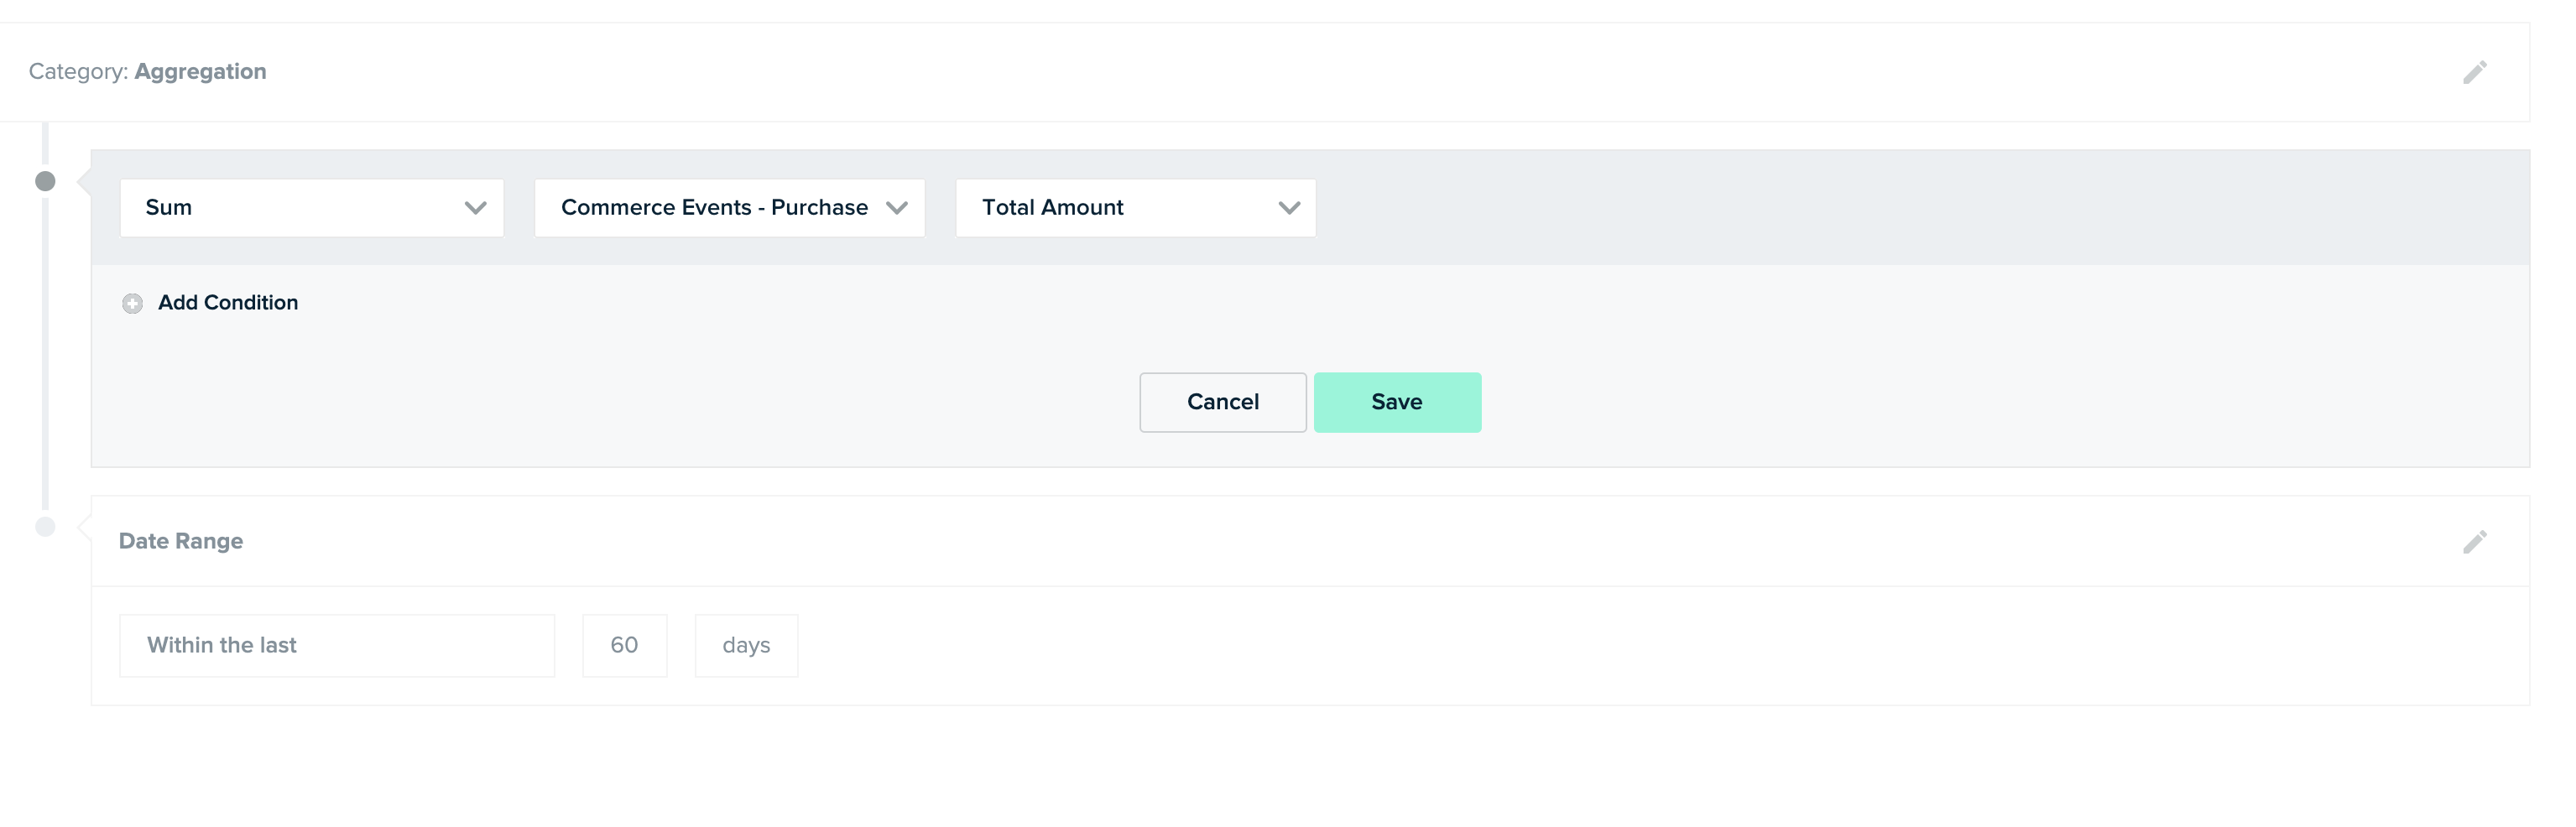 Category: Aggregation
Sum
Commerce Events - Purchase
Total Amount
Add Condition
Cancel
Save
Date Range
Within the last
60
days